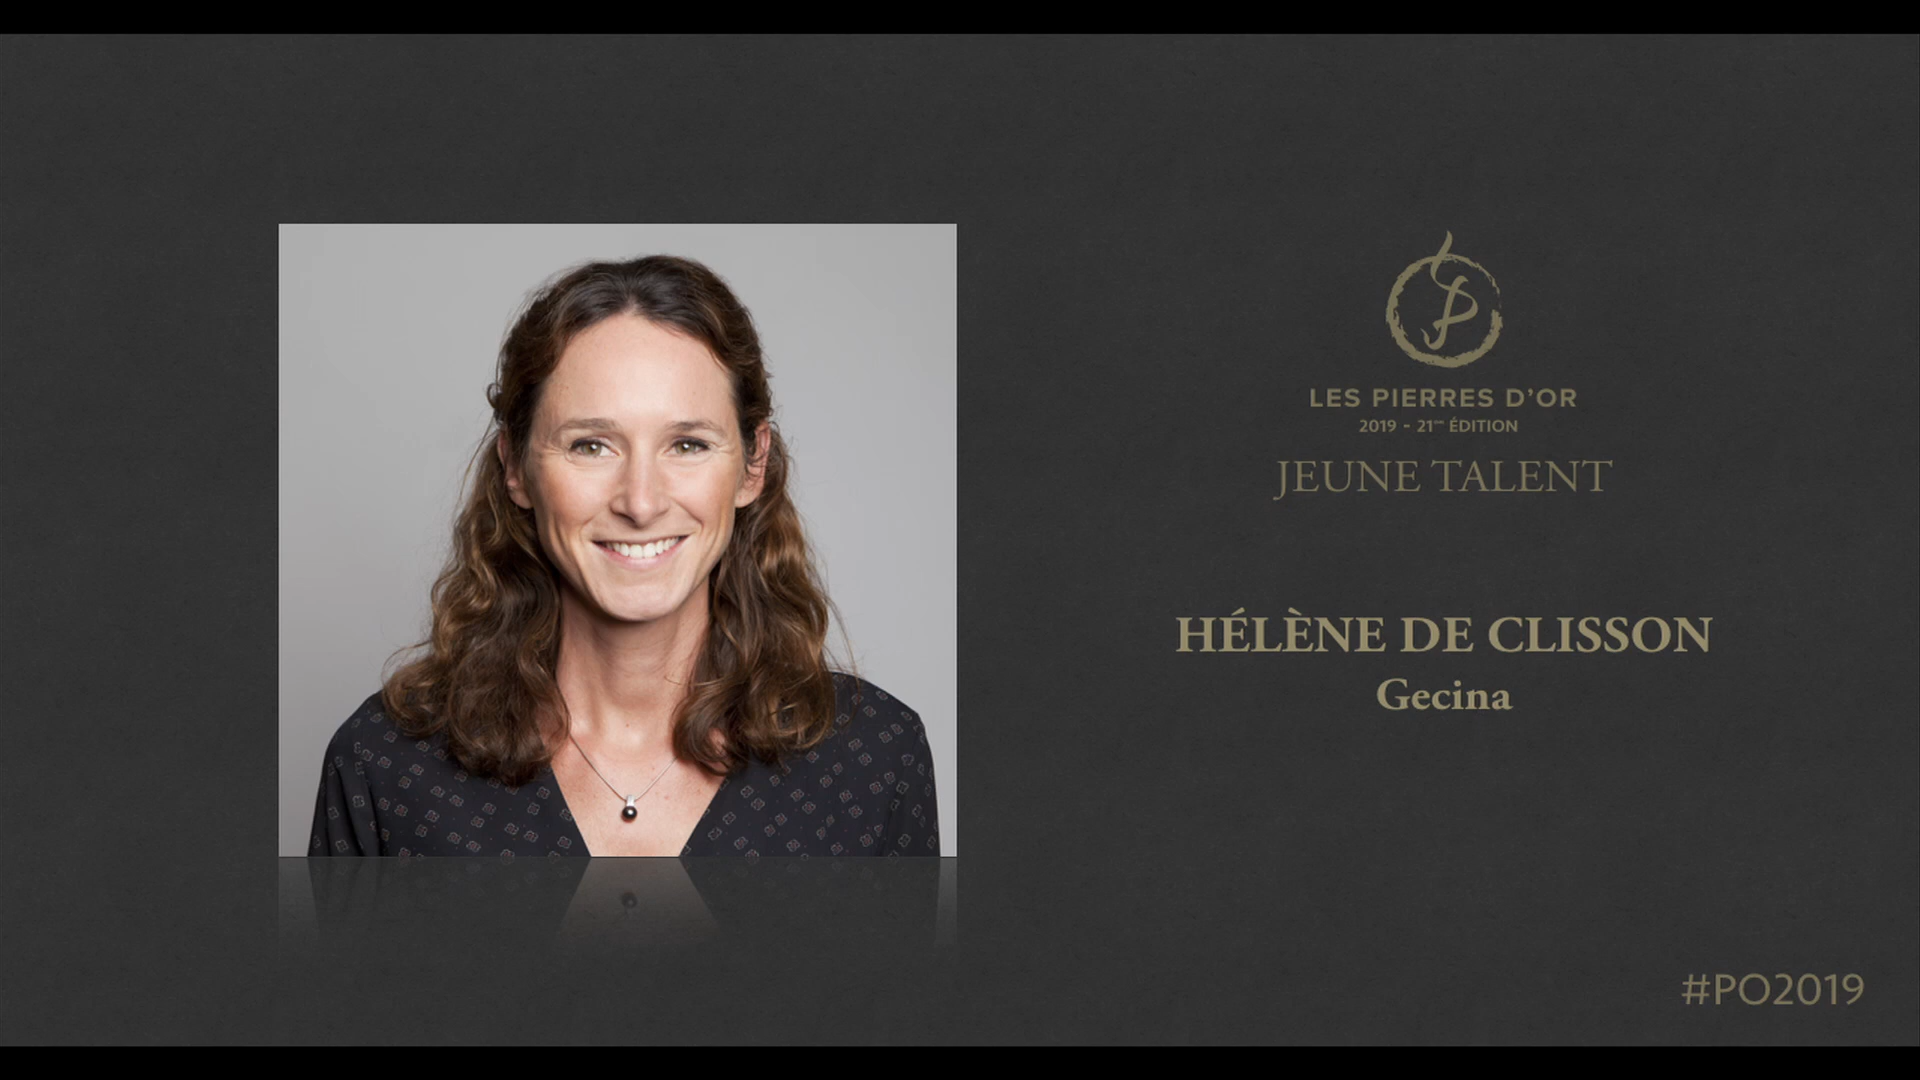 LES PIERRES D'OR
2019 - 21ème ÉDITION
JEUNE TALENT
HÉLÈNE DE CLISSON
Gecina
#PO2019